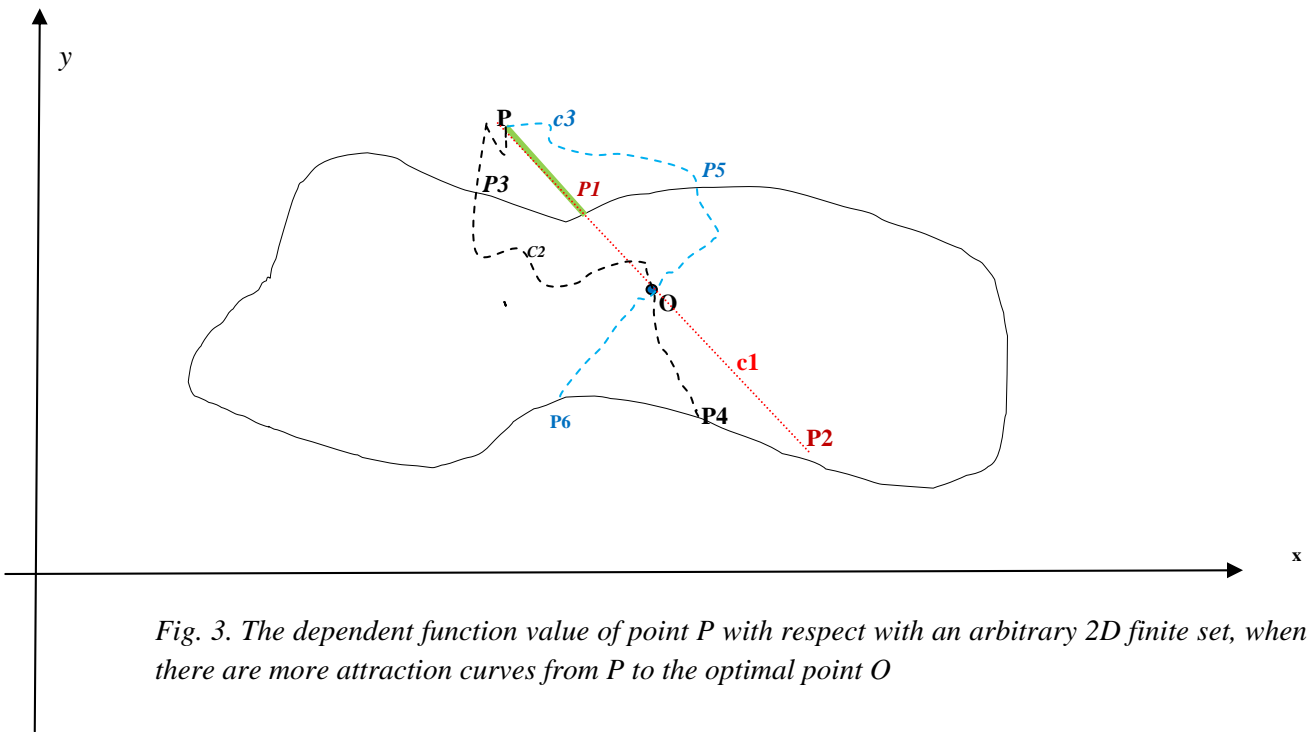 y
P
c3
P3
P1
P5
C2
O
c1
P6
P4
P2
x
Fig. 3. The dependent function value of point P with respect with an arbitrary 2D finite set, when
there are more attraction curves from P to the optimal point O